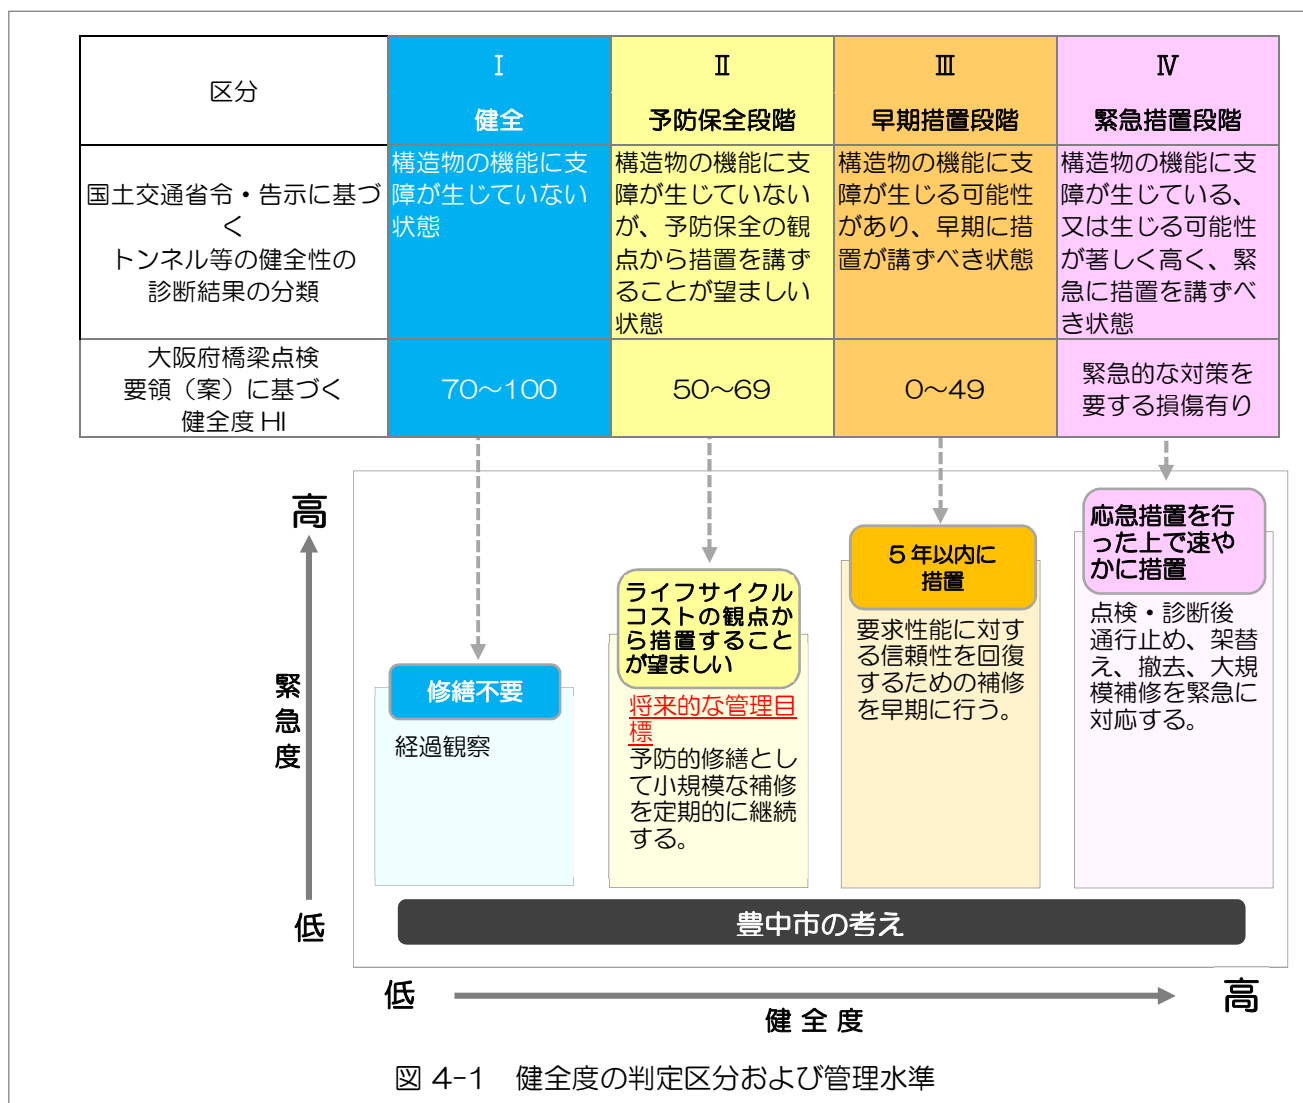 区分
Ⅰ
健全
Ⅱ
予防保全段階
Ⅲ
早期措置段階
Ⅳ
緊急措置段階
国土交通省令・告示に基づ
く
トンネル等の健全性の
診断結果の分類
構造物の機能に支
障が生じていない
状態
構造物の機能に支
障が生じていない
が、予防保全の観
点から措置を講ず
ることが望ましい
状態
構造物の機能に支
障が生じる可能性
があり、早期に措
置が講ずべき状態
構造物の機能に支
障が生じている、
又は生じる可能性
が著しく高く、緊
急に措置を講ずべ
き状態
大阪府橋梁点検
要領（案）に基づく
健全度 HI
70～100
50～69
0～49
緊急的な対策を
要する損傷有り
高
緊急度
低
修繕不要
経過観察
ライフサイクル
コストの観点か
ら措置すること
が望ましい
将来的な管理目
標
予防的修繕とし
て小規模な補修
を定期的に継続
する。
5 年以内に
措置
要求性能に対す
る信頼性を回復
するための補修
を早期に行う。
応急措置を行
った上で速や
かに措置
点検・診断後
通行止め、架替
え、撤去、大規
模補修を緊急に
対応する。
豊中市の考え
低
高
健 全 度
図 4-1　健全度の判定区分および管理水準